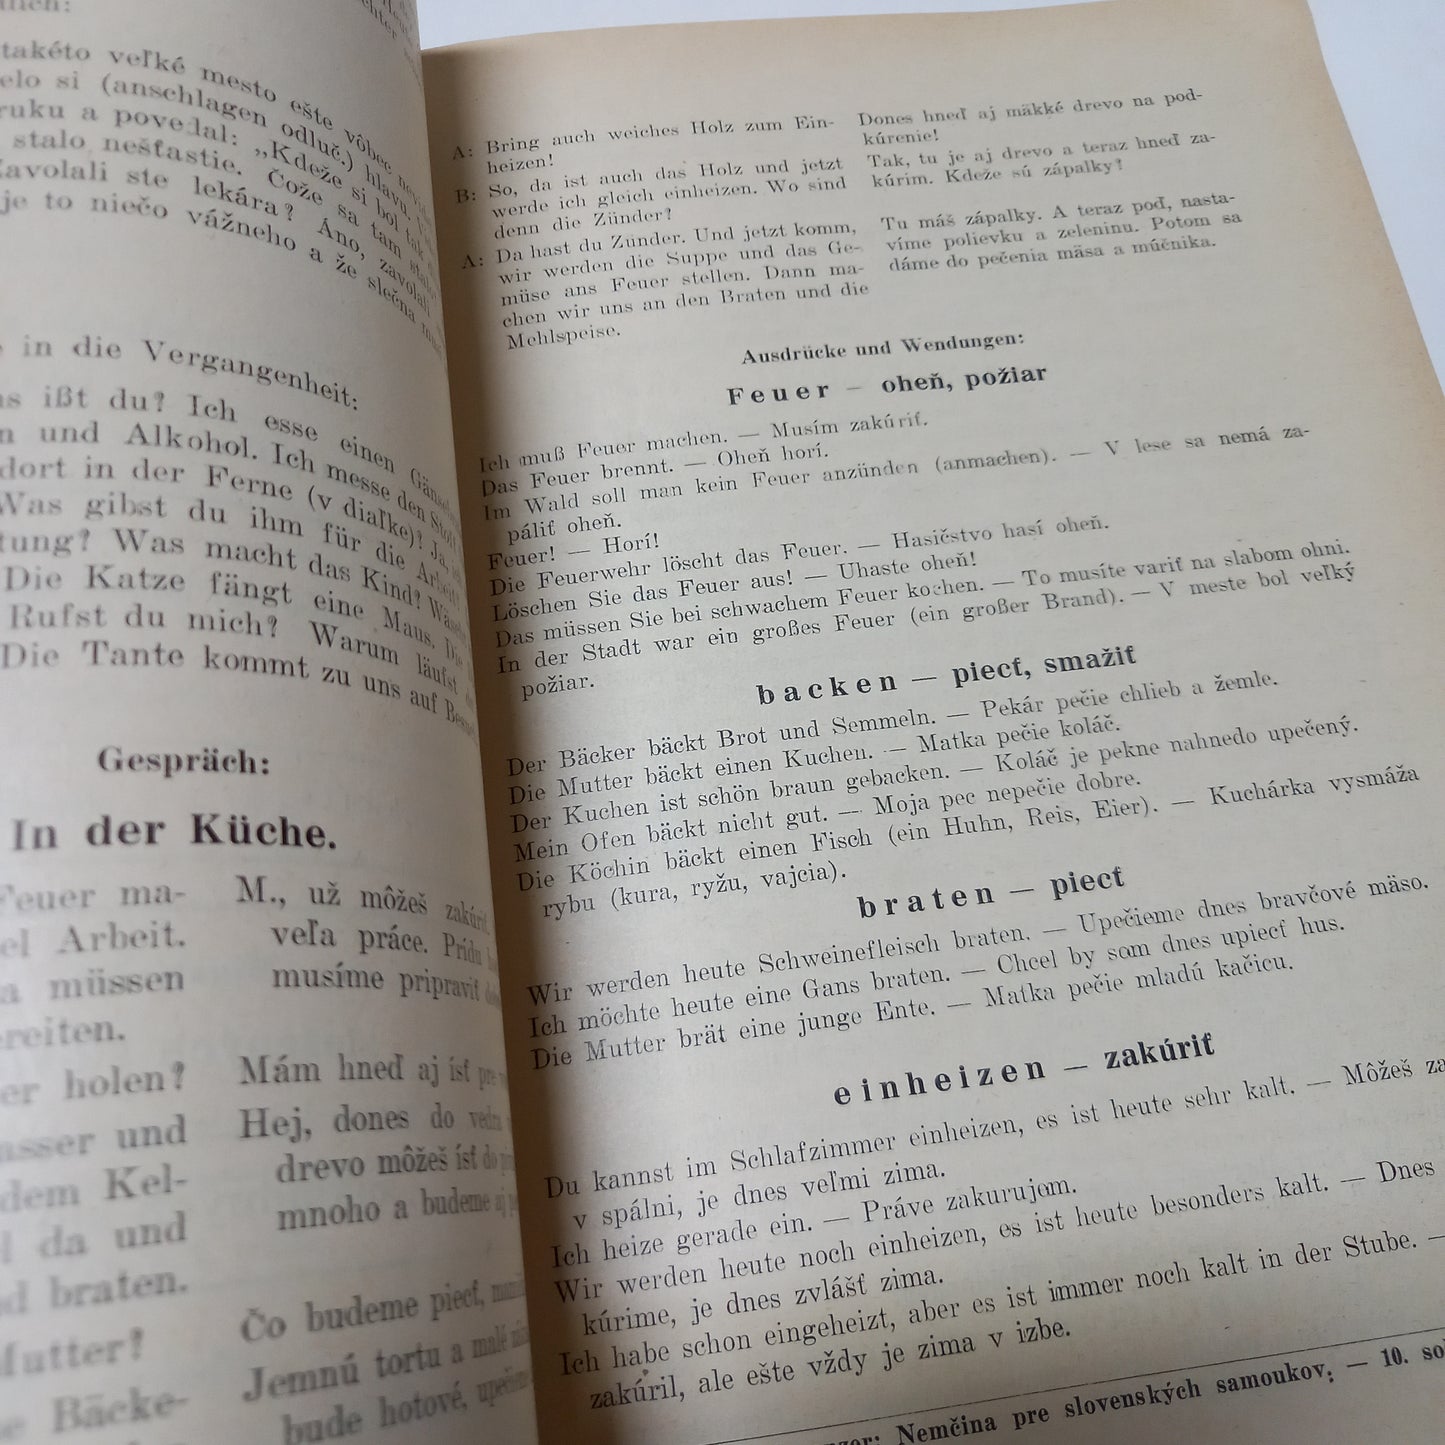 takéto veľké mesto ešte vôbec
elo si (anschlagen odluč.) hlavu.
ruku a povedal: „Kdeže si bol tak
stalo nešťastie. Čože sa tam stalo?
Zavolali ste lekára? Áno, zavolali
je to niečo vážneho a že slečna
in die Vergangenheit:
ißt du? Ich esse einen
und Alkohol. Ich messe den Stoff
dort in der Ferne (v diaľke)? Ja,
Was gibst du ihm für die
tung? Was macht das Kind?
Die Katze fängt eine Maus. Die
Rufst du mich? Warum läufst
Die Tante kommt zu uns auf
Gespräch:
In der Küche.
Feuer ma-
el Arbeit.
müssen
reiten.
er holen?
asser und
dem Kel-
da und
braten.
Mutter?
Bäcke-
M., už môžeš zakúriť,
veľa práce. Prídu
musíme pripraviť
Mám hneď aj ísť pre
Hej, dones do vedra
drevo môžeš ísť do
mnoho a budeme aj
Čo budeme piecť,
Jemnú tortu a malé
bude hotové,
A: Bring auch weiches Holz zum Ein-
heizen!
B: So, da ist auch das Holz und jetzt
werde ich gleich einheizen. Wo sind
denn die Zünder?
A: Da hast du Zünder. Und jetzt komm,
wir werden die Suppe und das Ge-
müse ans Feuer stellen. Dann ma-
chen wir uns an den Braten und die
Mehlspeise.
Dones hneď aj mäkké drevo na pod-
kúrenie!
Tak, tu je aj drevo a teraz hneď za-
kúrim. Kdeže sú zápalky?
Tu máš zápalky. A teraz poď, nasta-
víme polievku a zeleninu. Potom sa
dáme do pečenia mäsa a múčnika.
Ausdrücke und Wendungen:
Feuer — oheň, požiar
Ich muß Feuer machen. — Musím zakúriť.
Das Feuer brennt. — Oheň horí.
Im Wald soll man kein Feuer anzünden (anmachen). — V lese sa nemá za-
páliť oheň.
Feuer! — Horí!
Die Feuerwehr löscht das Feuer. — Hasičstvo hasí oheň.
Löschen Sie das Feuer aus! — Uhaste oheň!
Das müssen Sie bei schwachem Feuer kochen. — To musíte variť na slabom ohni.
In der Stadt war ein großes Feuer (ein großer Brand). — V meste bol veľký
požiar.
backen — piecť, smažiť
Der Bäcker bäckt Brot und Semmeln. — Pekár pečie chlieb a žemle.
Die Mutter bäckt einen Kuchen. — Matka pečie koláč.
Der Kuchen ist schön braun gebacken. — Koláč je pekne nahnedo upečený.
Mein Ofen bäckt nicht gut. — Moja pec nepečie dobre.
Die Köchin bäckt einen Fisch (ein Huhn, Reis, Eier). — Kuchárka vysmáža
rybu (kura, ryžu, vajcia).
braten — piecť
Wir werden heute Schweinefleisch braten. — Upečieme dnes bravčové mäso.
Ich möchte heute eine Gans braten. — Chcel by som dnes upiecť hus.
Die Mutter brät eine junge Ente. — Matka pečie mladú kačicu.
einheizen — zakúriť
Du kannst im Schlafzimmer einheizen, es ist heute sehr kalt. — Môžeš za
v spálni, je dnes veľmi zima.
Ich heize gerade ein. — Práve zakurujem.
Wir werden heute noch einheizen, es ist heute besonders kalt. — Dnes
kúrime, je dnes zvlášť zima.
Ich habe schon eingeheizt, aber es ist immer noch kalt in der Stube. —
zakúril, ale ešte vždy je zima v izbe.
Nemčina pre slovenských samoukov. — 10.